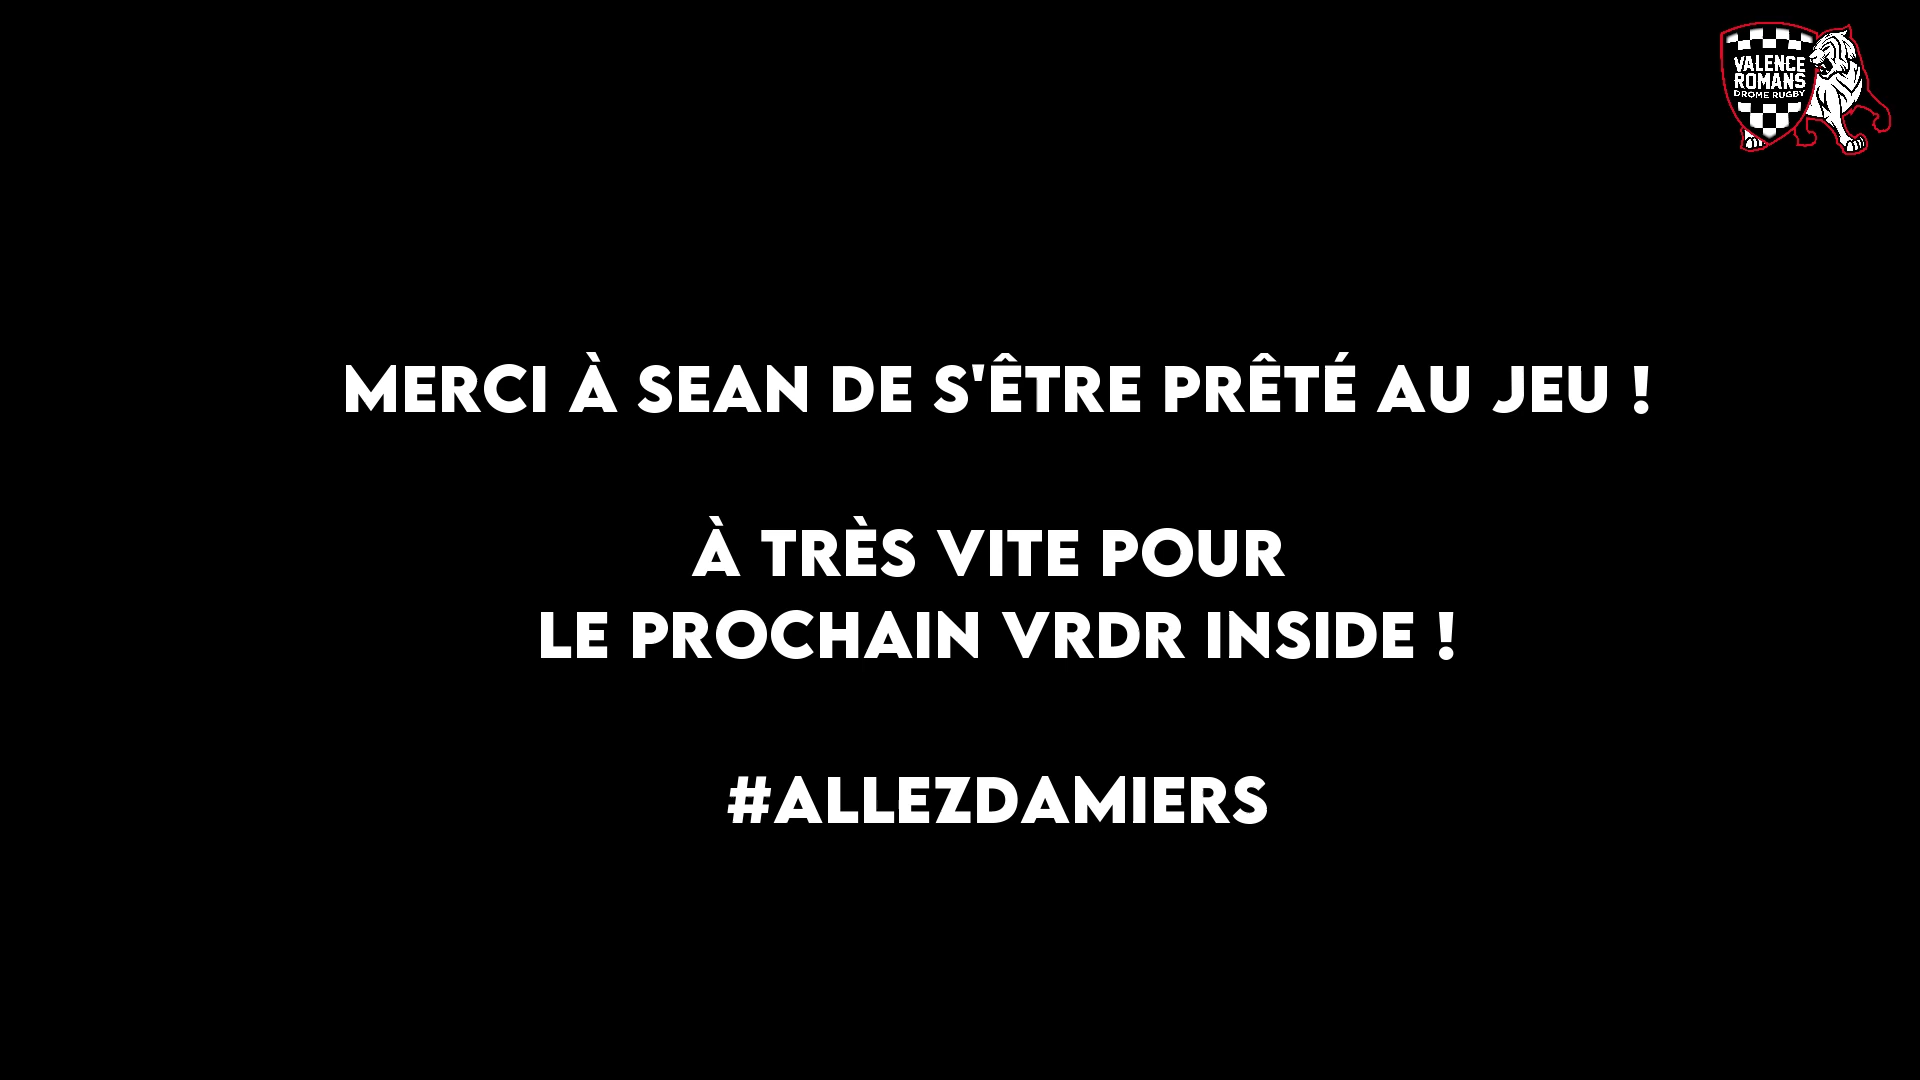 VALENCE
ROMANS
DROME RUGBY
MERCI À SEAN DE S'ÊTRE PRÊTÉ AU JEU !
À TRÈS VITE POUR
LE PROCHAIN VRDR INSIDE !
#ALLEZDAMIERS